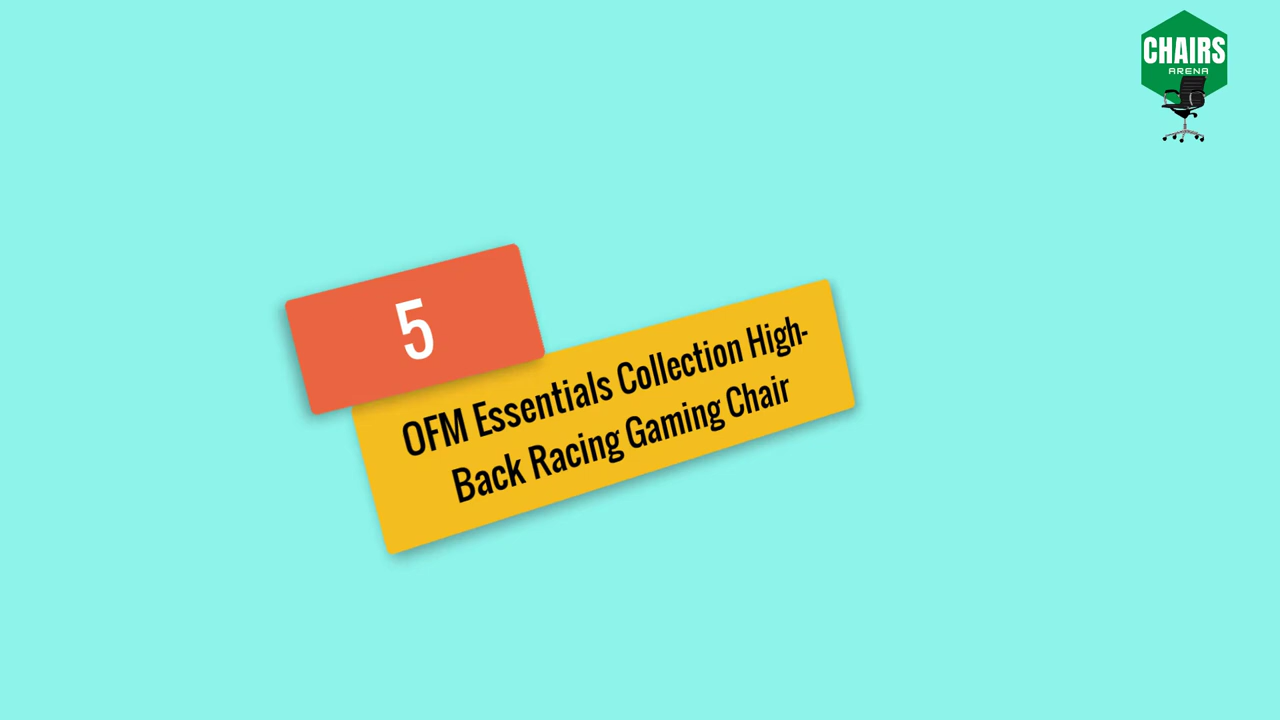 CHAIRS
ARENA
5
OFM Essentials Collection High-
Back Racing Gaming Chair